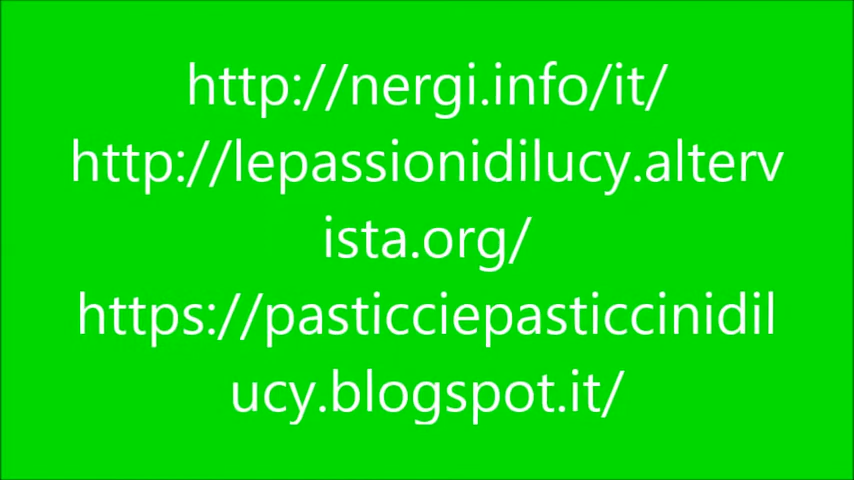 http://nergi.info/it/
http://lepassionidilucy.alterv
ista.org/
https://pasticciepasticcinidil
ucy.blogspot.it/